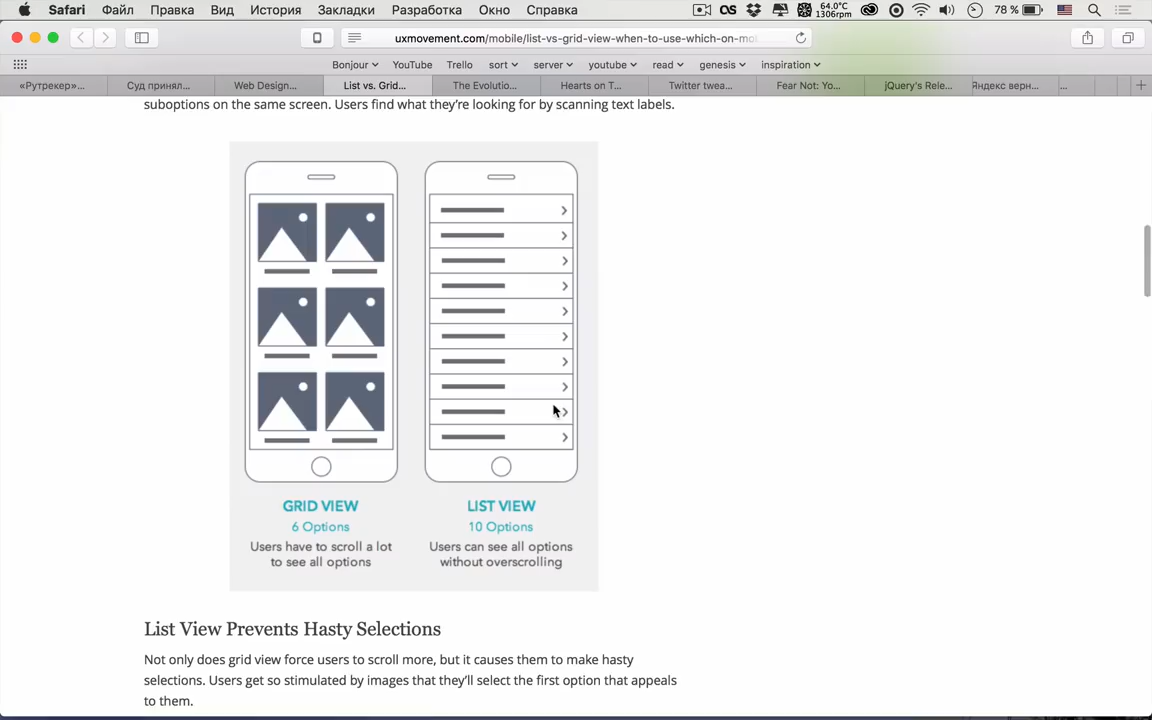 Safari Файл Правка Вид История Закладки Разработка Окно Справка 64.0°C 1306rpm 78 %
uxmovement.com/mobile/list-vs-grid-view-when-to-use-which-on-mo
Bonjour YouTube Trello sort server youtube read genesis inspiration
«Рутрекер»... Суд принял... Web Design... List vs. Grid... The Evolutio... Hearts on T... Twitter twea... Fear Not: Yo... jQuery's Rele... Яндекс верн... ...
suboptions on the same screen. Users find what they're looking for by scanning text labels.
GRID VIEW
6 Options
Users have to scroll a lot
to see all options
LIST VIEW
10 Options
Users can see all options
without overscrolling
List View Prevents Hasty Selections
Not only does grid view force users to scroll more, but it causes them to make hasty
selections. Users get so stimulated by images that they'll select the first option that appeals
to them.